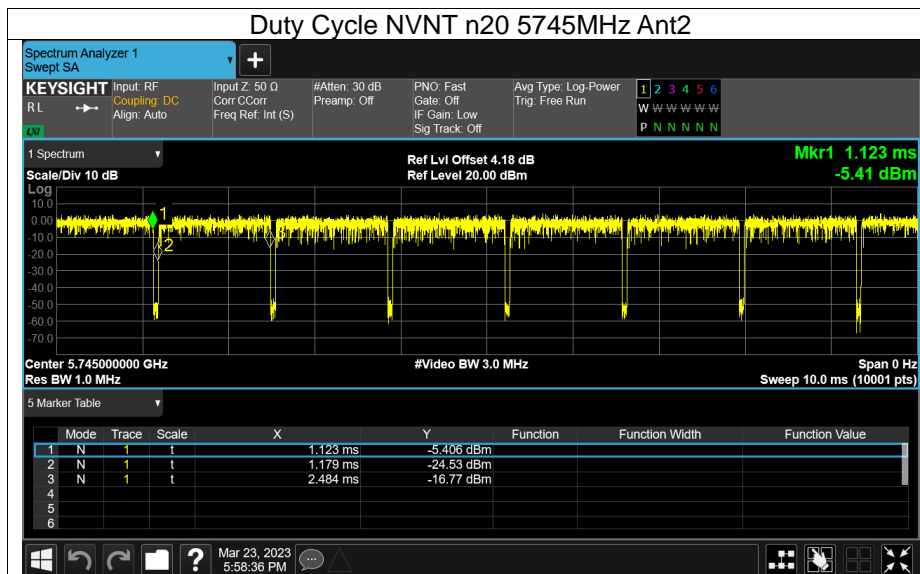 Duty Cycle NVNT n20 5745MHz Ant2
Spectrum Analyzer 1
Swept SA
+
KEYSIGHT
RL
LXI
Input: RF
Coupling: DC
Align: Auto
Input Z: 50 Ω
Corr CCorr
Freq Ref: Int (S)
#Atten: 30 dB
Preamp: Off
PNO: Fast
Gate: Off
IF Gain: Low
Sig Track: Off
Avg Type: Log-Power
Trig: Free Run
1 2 3 4 5 6
W W W W W W
P N N N N N
1 Spectrum
Scale/Div 10 dB
Ref Lvl Offset 4.18 dB
Ref Level 20.00 dBm
Mkr1 1.123 ms
-5.41 dBm
Log
10.0
0.00
-10.0
-20.0
-30.0
-40.0
-50.0
-60.0
-70.0
1
2
3
Center 5.745000000 GHz
Res BW 1.0 MHz
#Video BW 3.0 MHz
Span 0 Hz
Sweep 10.0 ms (10001 pts)
5 Marker Table
Mode Trace Scale X Y Function Function Width Function Value
1 N 1 t 1.123 ms -5.406 dBm
2 N 1 t 1.179 ms -24.53 dBm
3 N 1 t 2.484 ms -16.77 dBm
4
5
6
?
Mar 23, 2023
5:58:36 PM